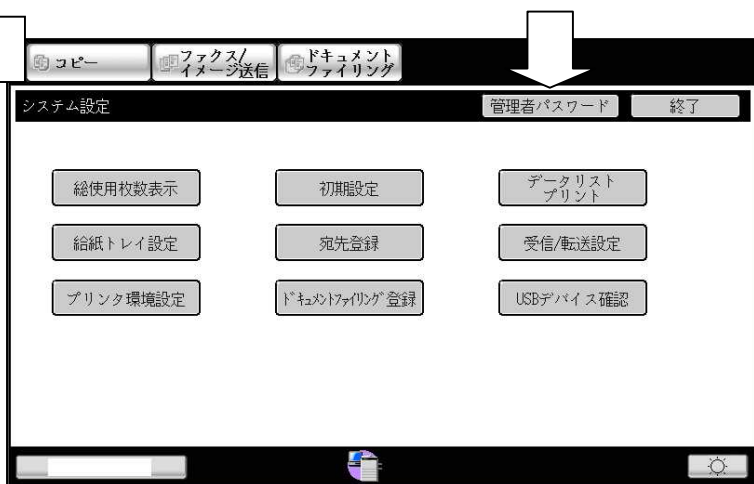 コピー
ファクス/
イメージ送信
ドキュメント
ファイリング
システム設定
管理者パスワード
終了
総使用枚数表示
初期設定
データリスト
プリント
給紙トレイ設定
宛先登録
受信/転送設定
プリンタ環境設定
ﾄﾞｷｭﾒﾝﾄﾌｧｲﾘﾝｸﾞ登録
USBデバイス確認